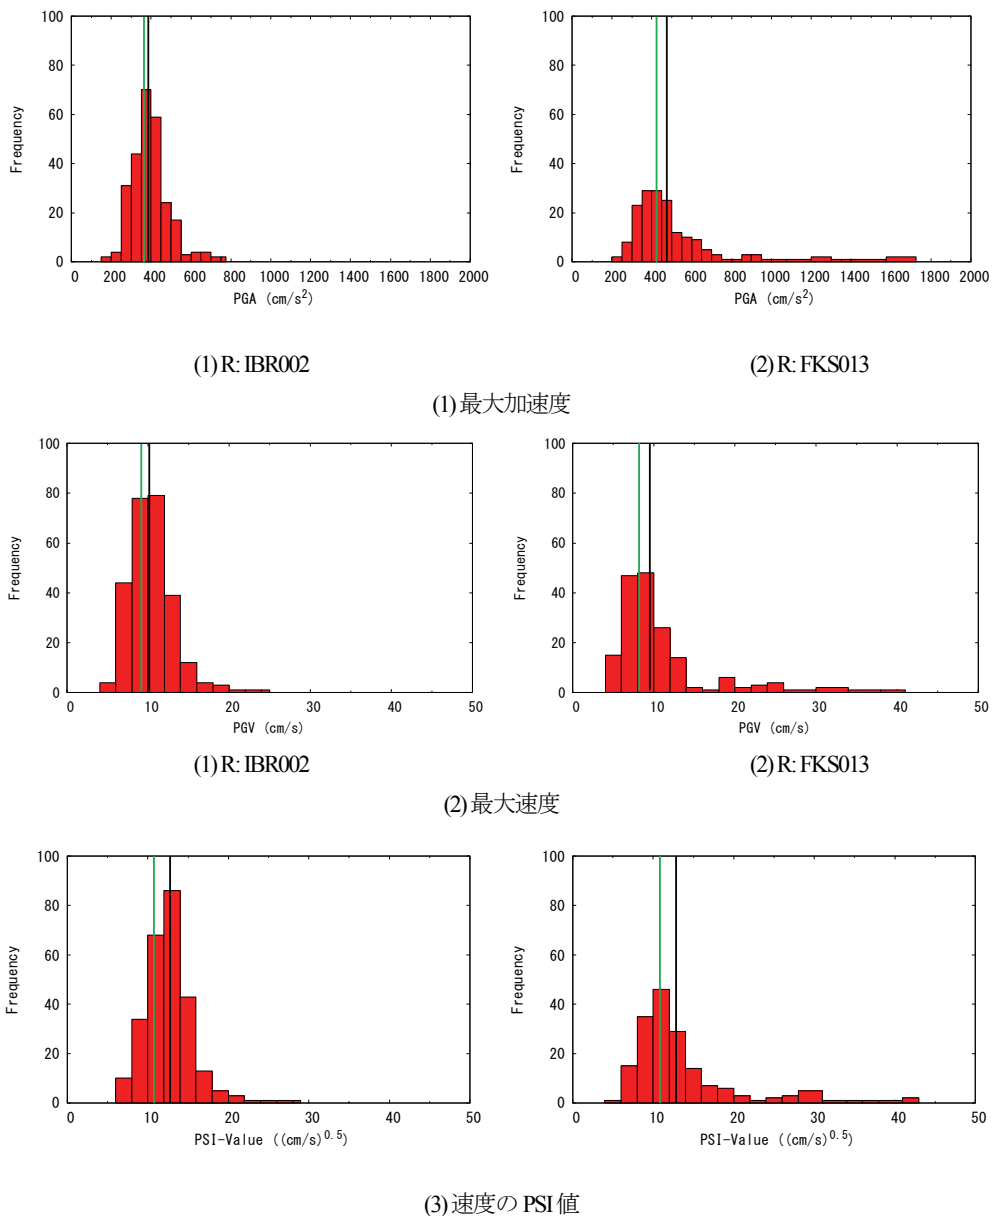 100
80
60
40
20
0
Frequency
0 200 400 600 800 1000 1200 1400 1600 1800 2000
PGA (cm/s²)
100
80
60
40
20
0
Frequency
0 200 400 600 800 1000 1200 1400 1600 1800 2000
PGA (cm/s²)
(1) R: IBR002
(2) R: FKS013
(1) 最大加速度
100
80
60
40
20
0
Frequency
0 10 20 30 40 50
PGV (cm/s)
100
80
60
40
20
0
Frequency
0 10 20 30 40 50
PGV (cm/s)
(1) R: IBR002
(2) R: FKS013
(2) 最大速度
100
80
60
40
20
0
Frequency
0 10 20 30 40 50
PSI-Value ((cm/s)^0.5)
100
80
60
40
20
0
Frequency
0 10 20 30 40 50
PSI-Value ((cm/s)^0.5)
(3) 速度の PSI 値